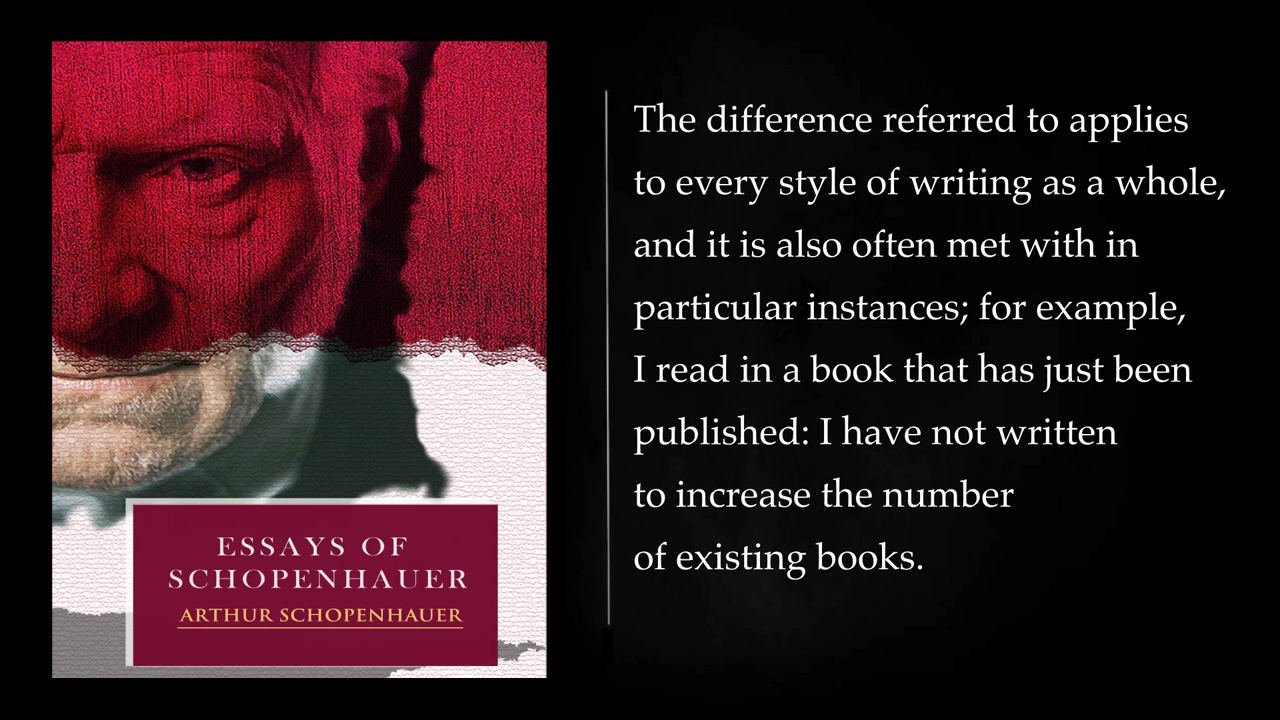 ESSAYS OF
SCHOPENHAUER
ARTHUR SCHOPENHAUER
The difference referred to applies
to every style of writing as a whole,
and it is also often met with in
particular instances; for example,
I read in a book that has just been
published: I have not written
to increase the number
of existing books.